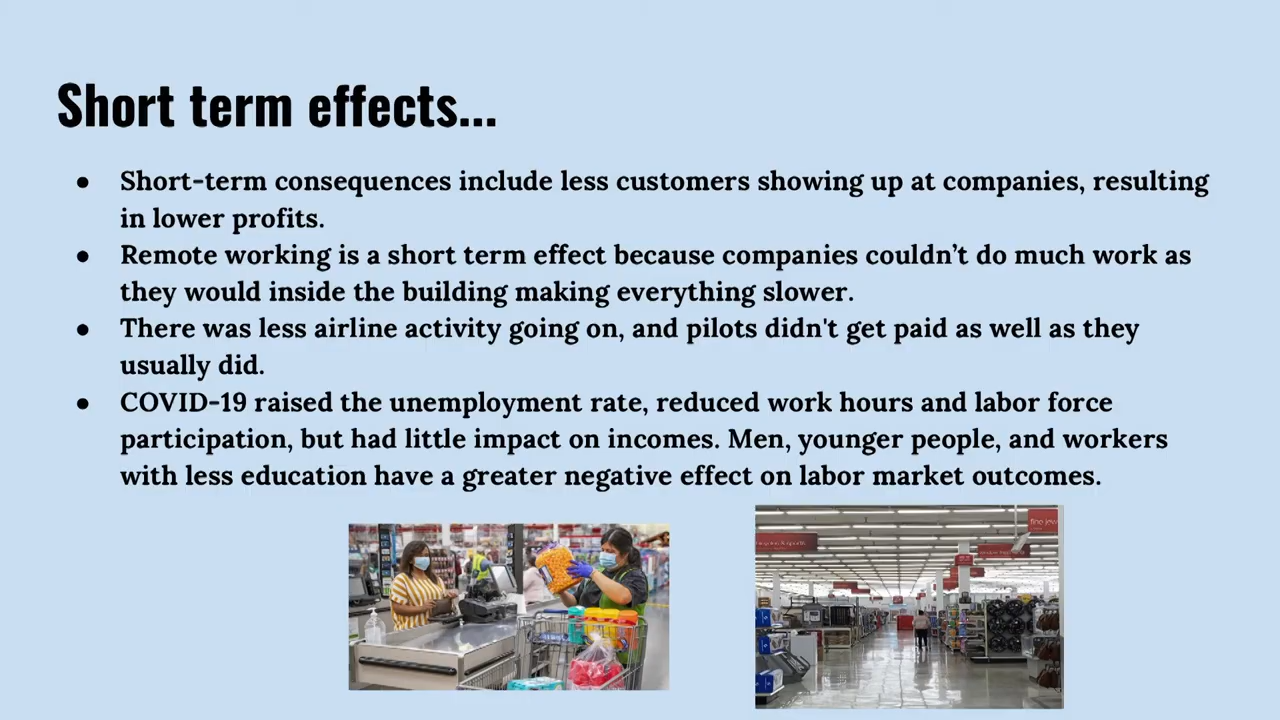 Short term effects...
● Short-term consequences include less customers showing up at companies, resulting
in lower profits.
● Remote working is a short term effect because companies couldn’t do much work as
they would inside the building making everything slower.
● There was less airline activity going on, and pilots didn't get paid as well as they
usually did.
● COVID-19 raised the unemployment rate, reduced work hours and labor force
participation, but had little impact on incomes. Men, younger people, and workers
with less education have a greater negative effect on labor market outcomes.
fine jew